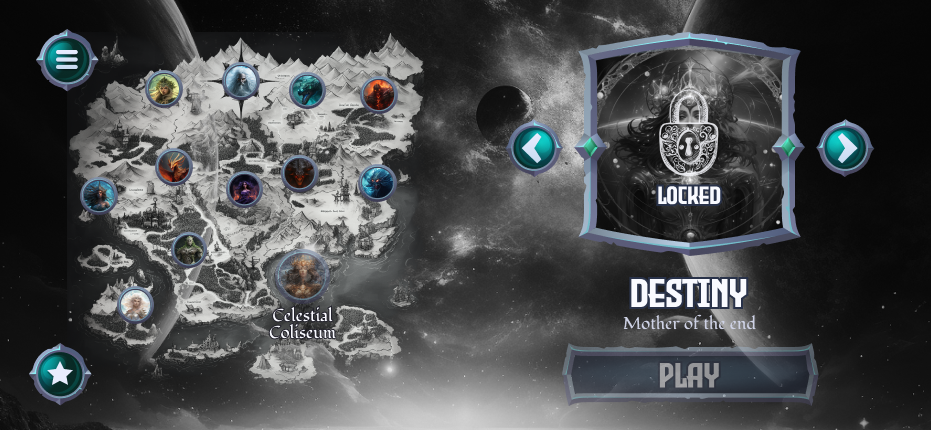 Celestial
Coliseum
LOCKED
DESTINY
Mother of the end
PLAY